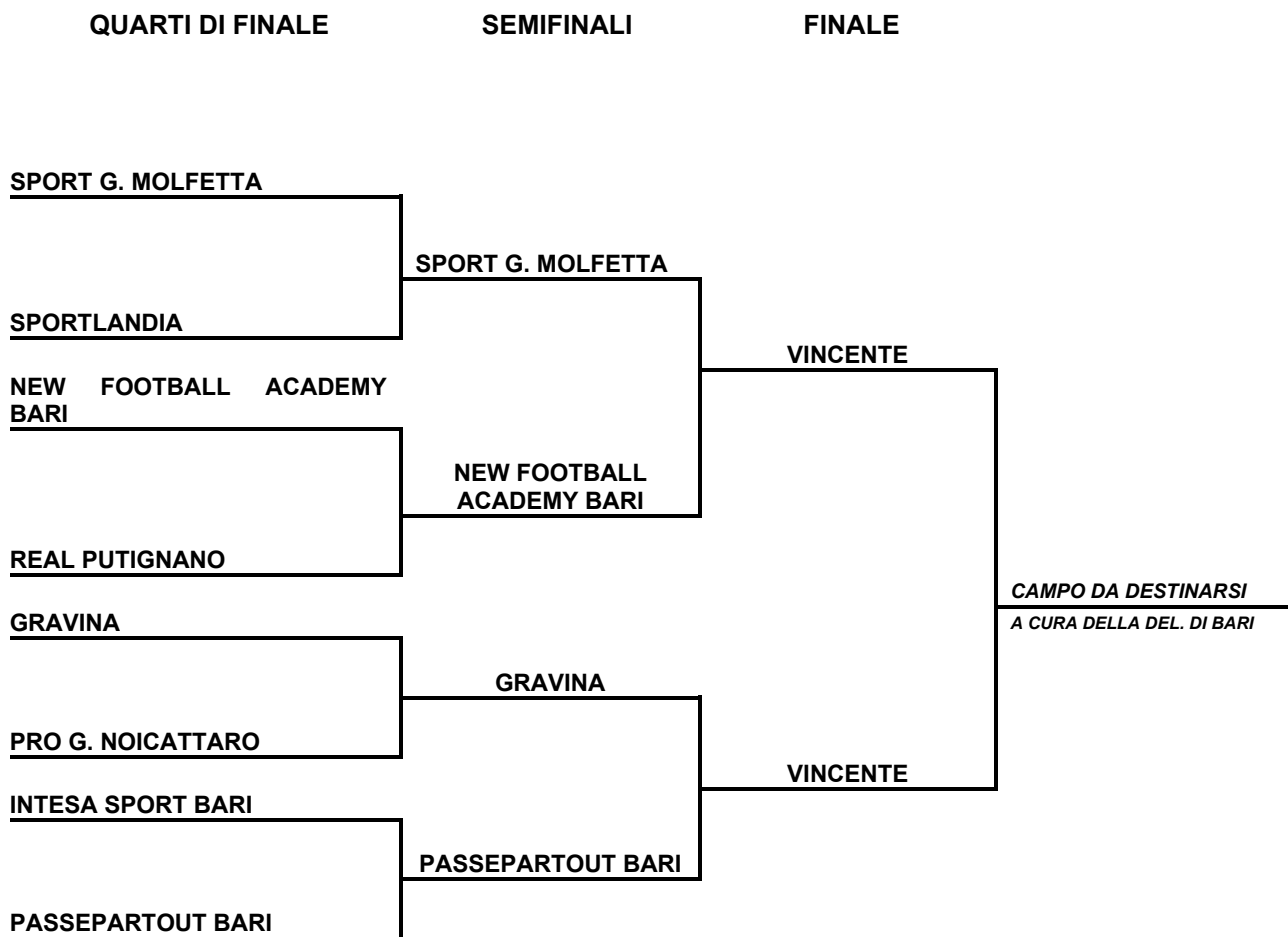 QUARTI DI FINALE SEMIFINALI FINALE
SPORT G. MOLFETTA
SPORT G. MOLFETTA
SPORTLANDIA
VINCENTE
NEW FOOTBALL ACADEMY
BARI
NEW FOOTBALL
ACADEMY BARI
REAL PUTIGNANO
CAMPO DA DESTINARSI
A CURA DELLA DEL. DI BARI
GRAVINA
GRAVINA
PRO G. NOICATTARO
VINCENTE
INTESA SPORT BARI
PASSEPARTOUT BARI
PASSEPARTOUT BARI